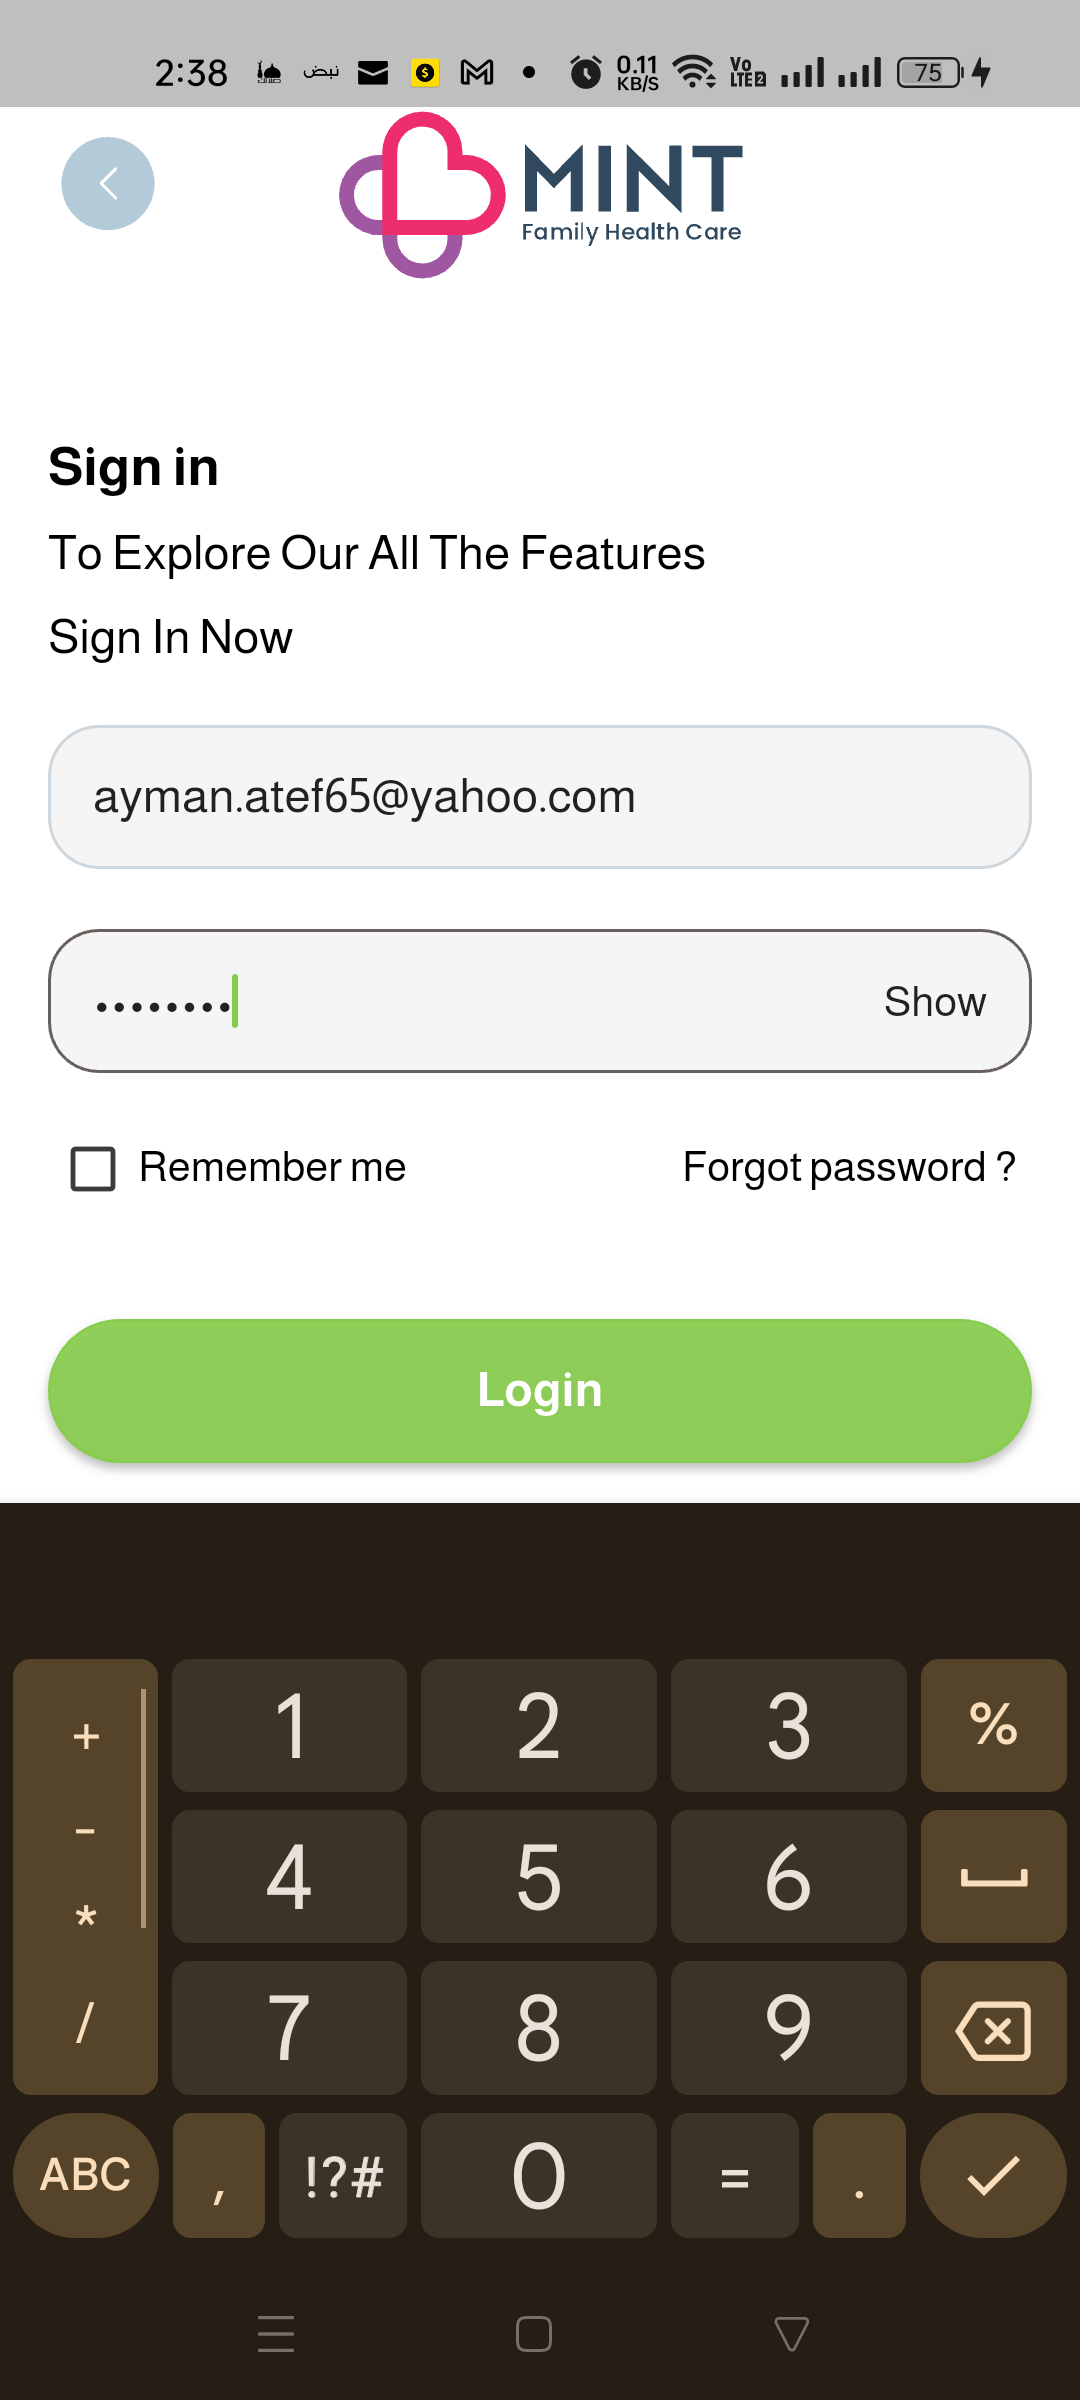 2:38 نبض 0.11 KB/S Vo LTE 2 75
MINT
Family Health Care
Sign in
To Explore Our All The Features
Sign In Now
ayman.atef65@yahoo.com
••••••••
Show
Remember me
Forgot password ?
Login
+ 1 2 3 %
- 4 5 6
*
/ 7 8 9
ABC , !?# 0 = .